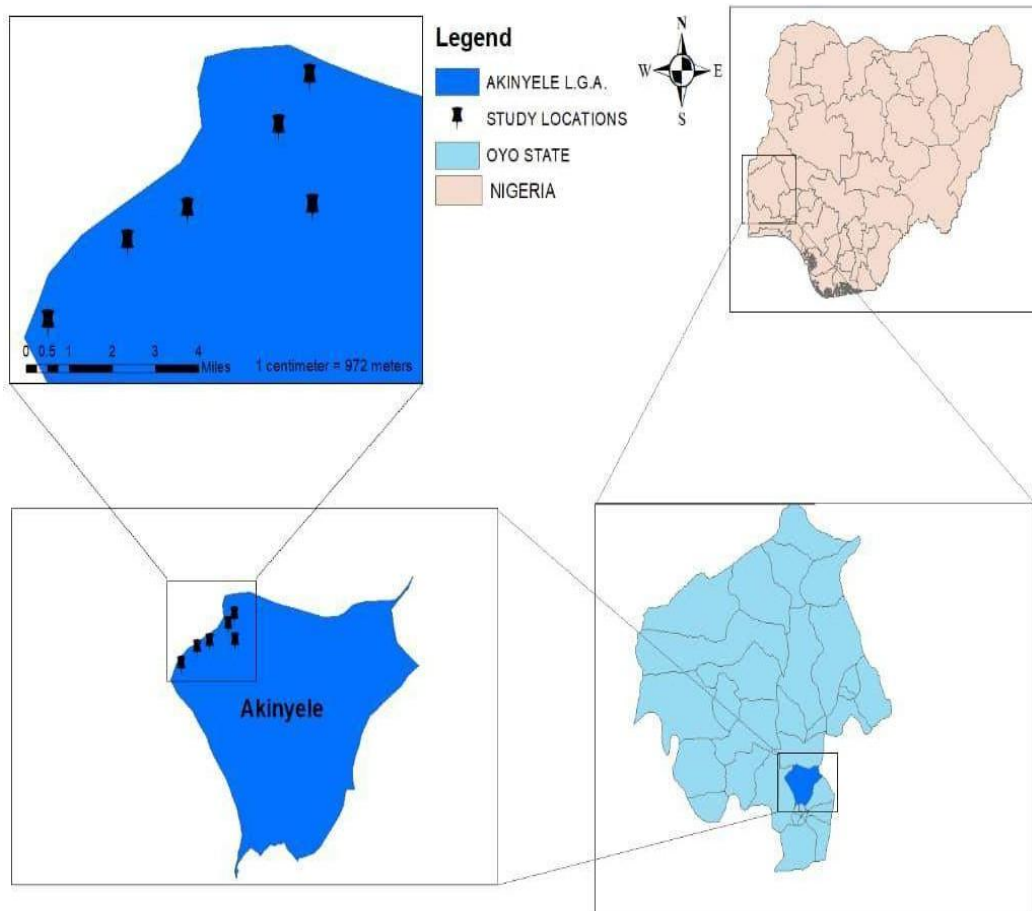 Legend
AKINYELE L.G.A.
STUDY LOCATIONS
OYO STATE
NIGERIA
N
W E
S
0 0.5 1 2 3 4
Miles
1 centimeter = 972 meters
Akinyele